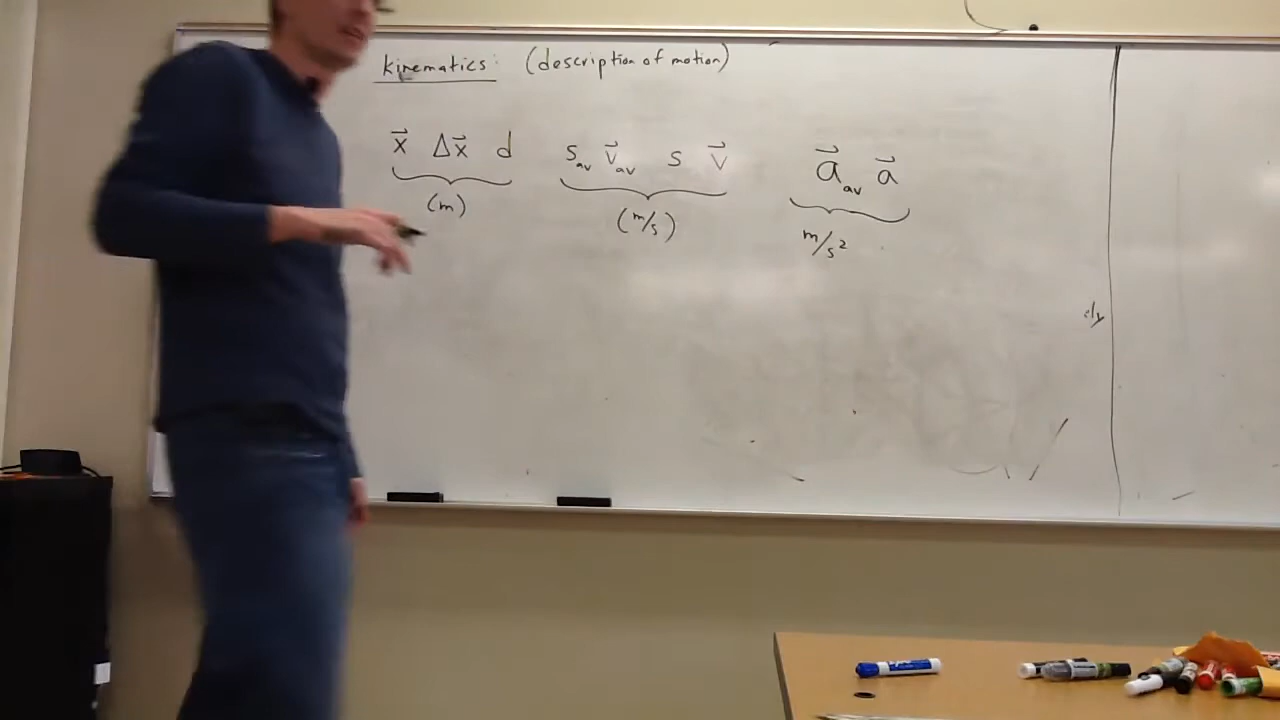 kinematics: (description of motion)
x⃗ Δx⃗ d s_av v⃗_av s v⃗ a⃗_av a⃗
(m) (m/s) m/s²